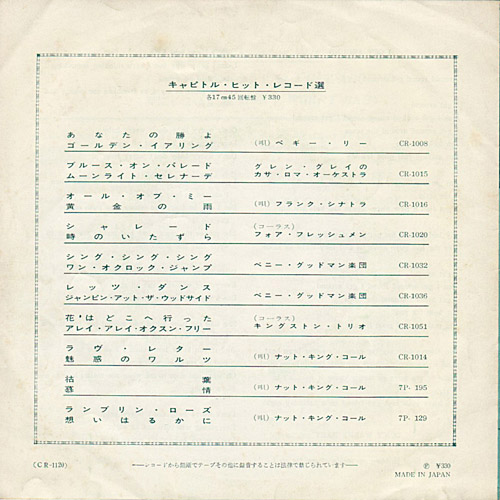 キャピトル・ヒット・レコード選
各17㎝45回転盤 ￥330
あなたの勝よ
ゴールデン・イアリング （唄）ペギー・リー CR-1008
ブルース・オン・パレード グレン・グレイの
ムーンライト・セレナーデ カサ・ロマ・オーケストラ CR-1015
オール・オブ・ミー
黄金の雨 （唄）フランク・シナトラ CR-1016
シャレード （コーラス）
時のいたずら フォア・フレッシュメン CR-1020
シング・シング・シング
ワン・オクロック・ジャンプ ベニー・グッドマン楽団 CR-1032
レッツ・ダンス
ジャンピン・アット・ザ・ウッドサイド ベニー・グッドマン楽団 CR-1036
花はどこへ行った （コーラス）
アレイ・アレイ・オクスン・フリー キングストン・トリオ CR-1051
ラヴ・レター
魅惑のワルツ （唄）ナット・キング・コール CR-1014
枯葉
慕情 （唄）ナット・キング・コール 7P-195
ランブリン・ローズ
想いはるかに （唄）ナット・キング・コール 7P-129
（CR-1120） ──レコードから無断でテープその他に録音することは法律で禁じられています── Ⓟ ￥330
MADE IN JAPAN